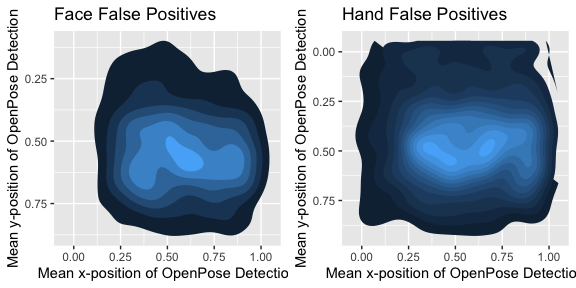 Face False Positives
Mean y-position of OpenPose Detection
0.25
0.50
0.75
0.00 0.25 0.50 0.75 1.00
Mean x-position of OpenPose Detectio
Hand False Positives
Mean y-position of OpenPose Detection
0.00
0.25
0.50
0.75
0.00 0.25 0.50 0.75 1.00
Mean x-position of OpenPose Detectio